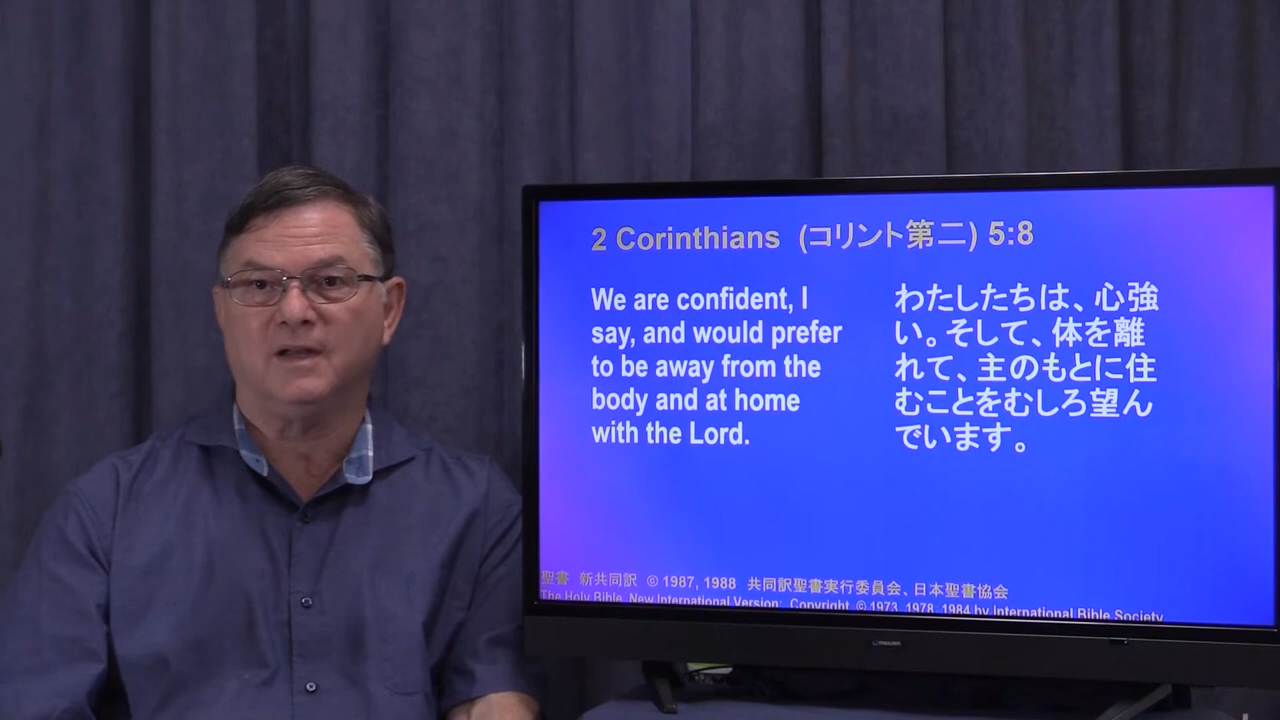 2 Corinthians (コリント第二) 5:8
We are confident, I
say, and would prefer
to be away from the
body and at home
with the Lord.
わたしたちは、心強
い。そして、体を離
れて、主のもとに住
むことをむしろ望ん
でいます。
聖書 新共同訳 © 1987, 1988 共同訳聖書実行委員会、日本聖書協会
The Holy Bible, New International Version: Copyright © 1973, 1978, 1984 by International Bible Society